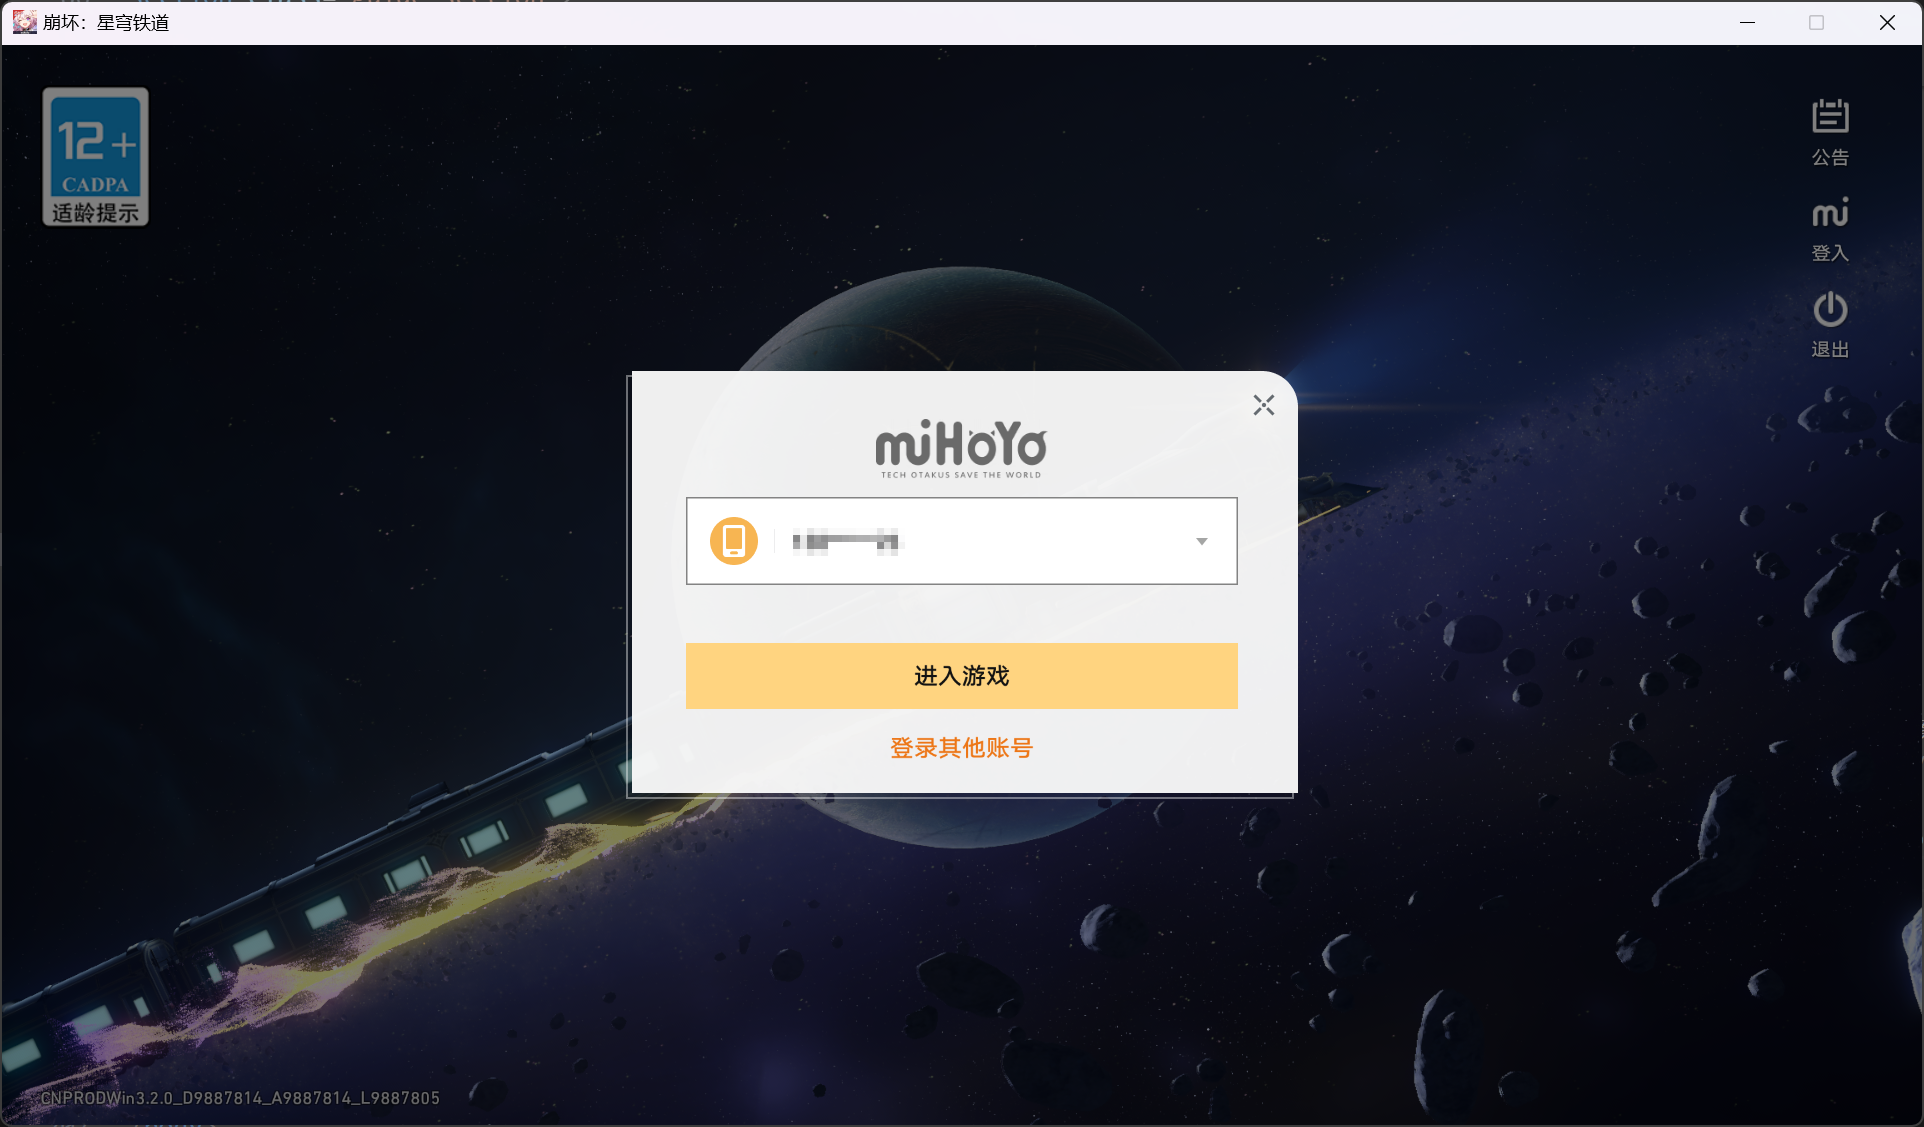 崩坏：星穹铁道
12+
CADPA
适龄提示
公告
mi
登入
退出
miHoYo
TECH OTAKUS SAVE THE WORLD
进入游戏
登录其他账号
CNPRODWin3.2.0_D9887814_A9887814_L9887805